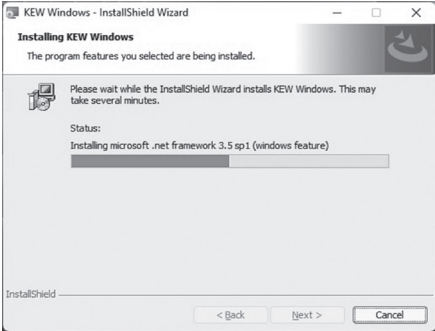 KEW Windows - InstallShield Wizard
Installing KEW Windows
The program features you selected are being installed.
Please wait while the InstallShield Wizard installs KEW Windows. This may
take several minutes.
Status:
Installing microsoft .net framework 3.5 sp1 (windows feature)
InstallShield
< Back
Next >
Cancel